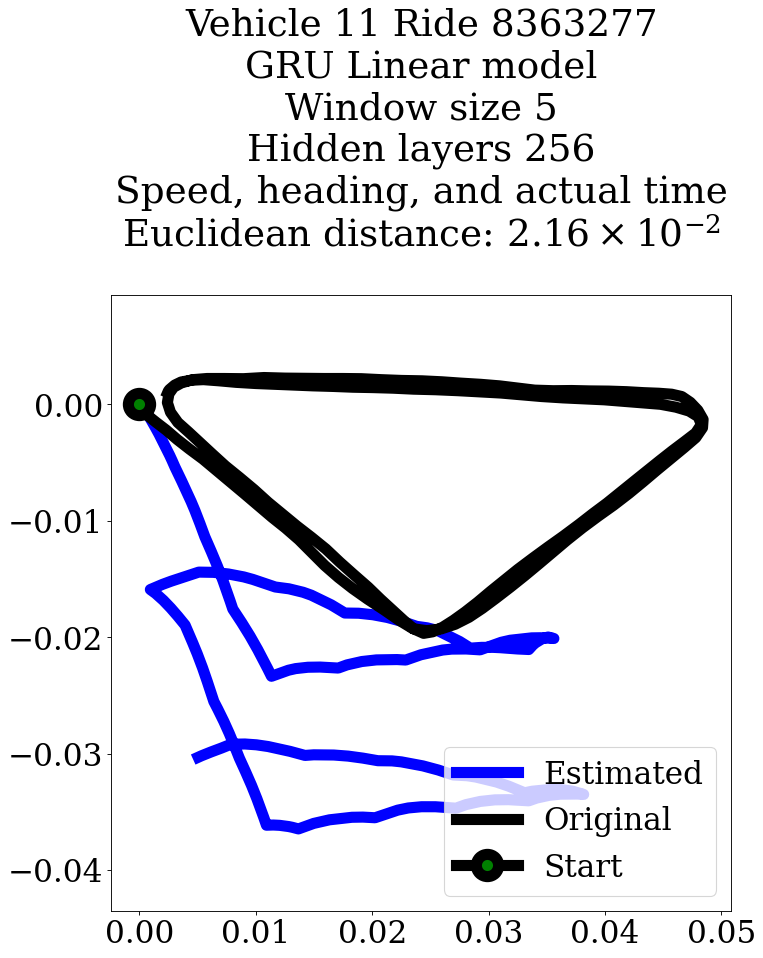 Vehicle 11 Ride 8363277
GRU Linear model
Window size 5
Hidden layers 256
Speed, heading, and actual time
Euclidean distance: 2.16 × 10⁻²
0.00
−0.01
−0.02
−0.03
−0.04
Estimated
Original
Start
0.00 0.01 0.02 0.03 0.04 0.05